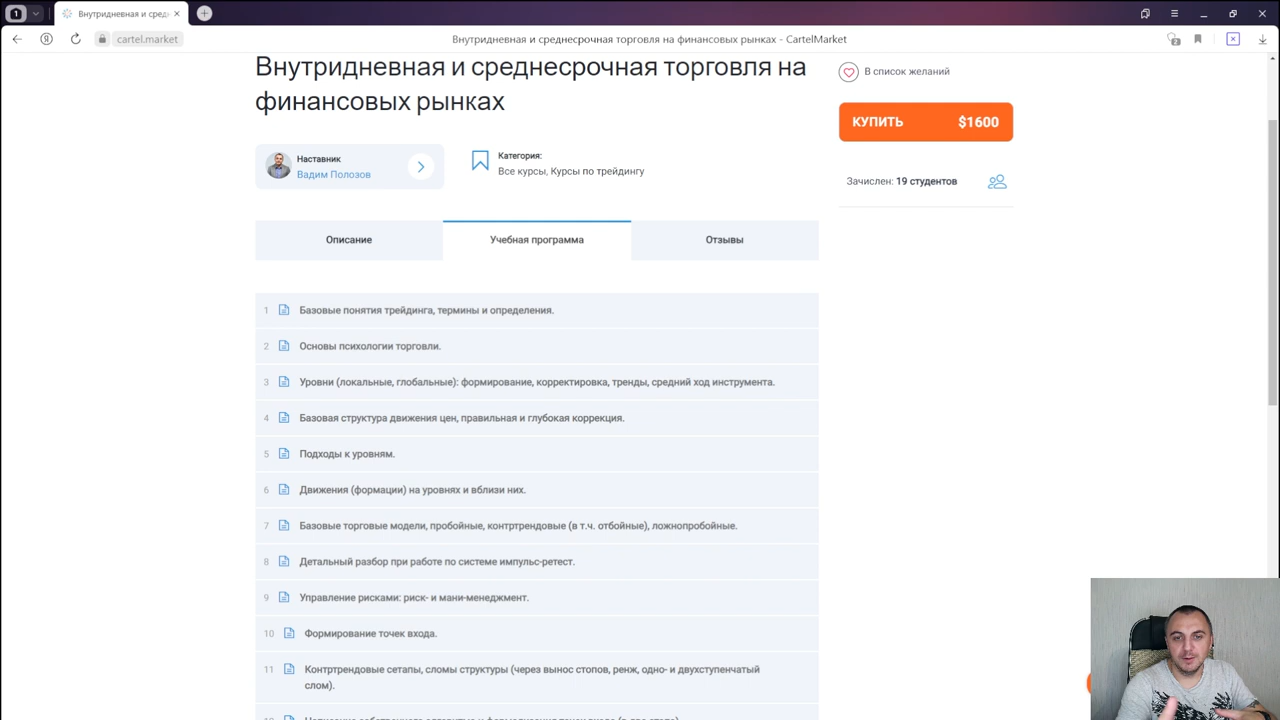 1
Внутридневная и сред
cartel.market
Внутридневная и среднесрочная торговля на финансовых рынках - CartelMarket
2
Внутридневная и среднесрочная торговля на
финансовых рынках
В список желаний
КУПИТЬ $1600
Наставник
Вадим Полозов
Категория:
Все курсы, Курсы по трейдингу
Зачислен: 19 студентов
Описание
Учебная программа
Отзывы
1 Базовые понятия трейдинга, термины и определения.
2 Основы психологии торговли.
3 Уровни (локальные, глобальные): формирование, корректировка, тренды, средний ход инструмента.
4 Базовая структура движения цен, правильная и глубокая коррекция.
5 Подходы к уровням.
6 Движения (формации) на уровнях и вблизи них.
7 Базовые торговые модели, пробойные, контртрендовые (в т.ч. отбойные), ложнопробойные.
8 Детальный разбор при работе по системе импульс-ретест.
9 Управление рисками: риск- и мани-менеджмент.
10 Формирование точек входа.
11 Контртрендовые сетапы, сломы структуры (через вынос стопов, ренж, одно- и двухступенчатый
слом).